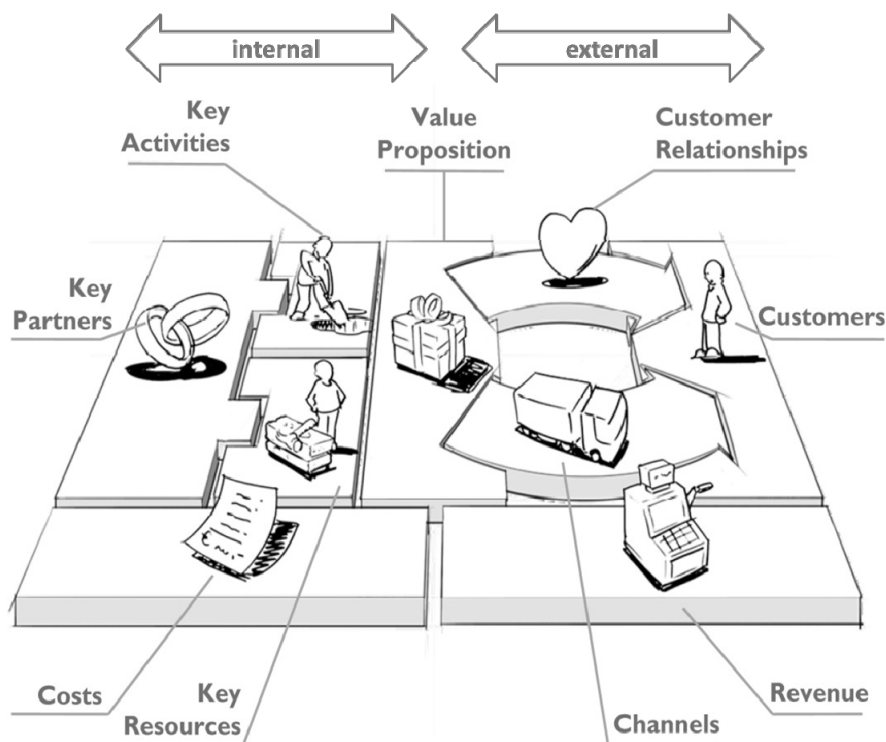 internal
external
Key
Activities
Value
Proposition
Customer
Relationships
Key
Partners
Customers
Costs
Key
Resources
Channels
Revenue